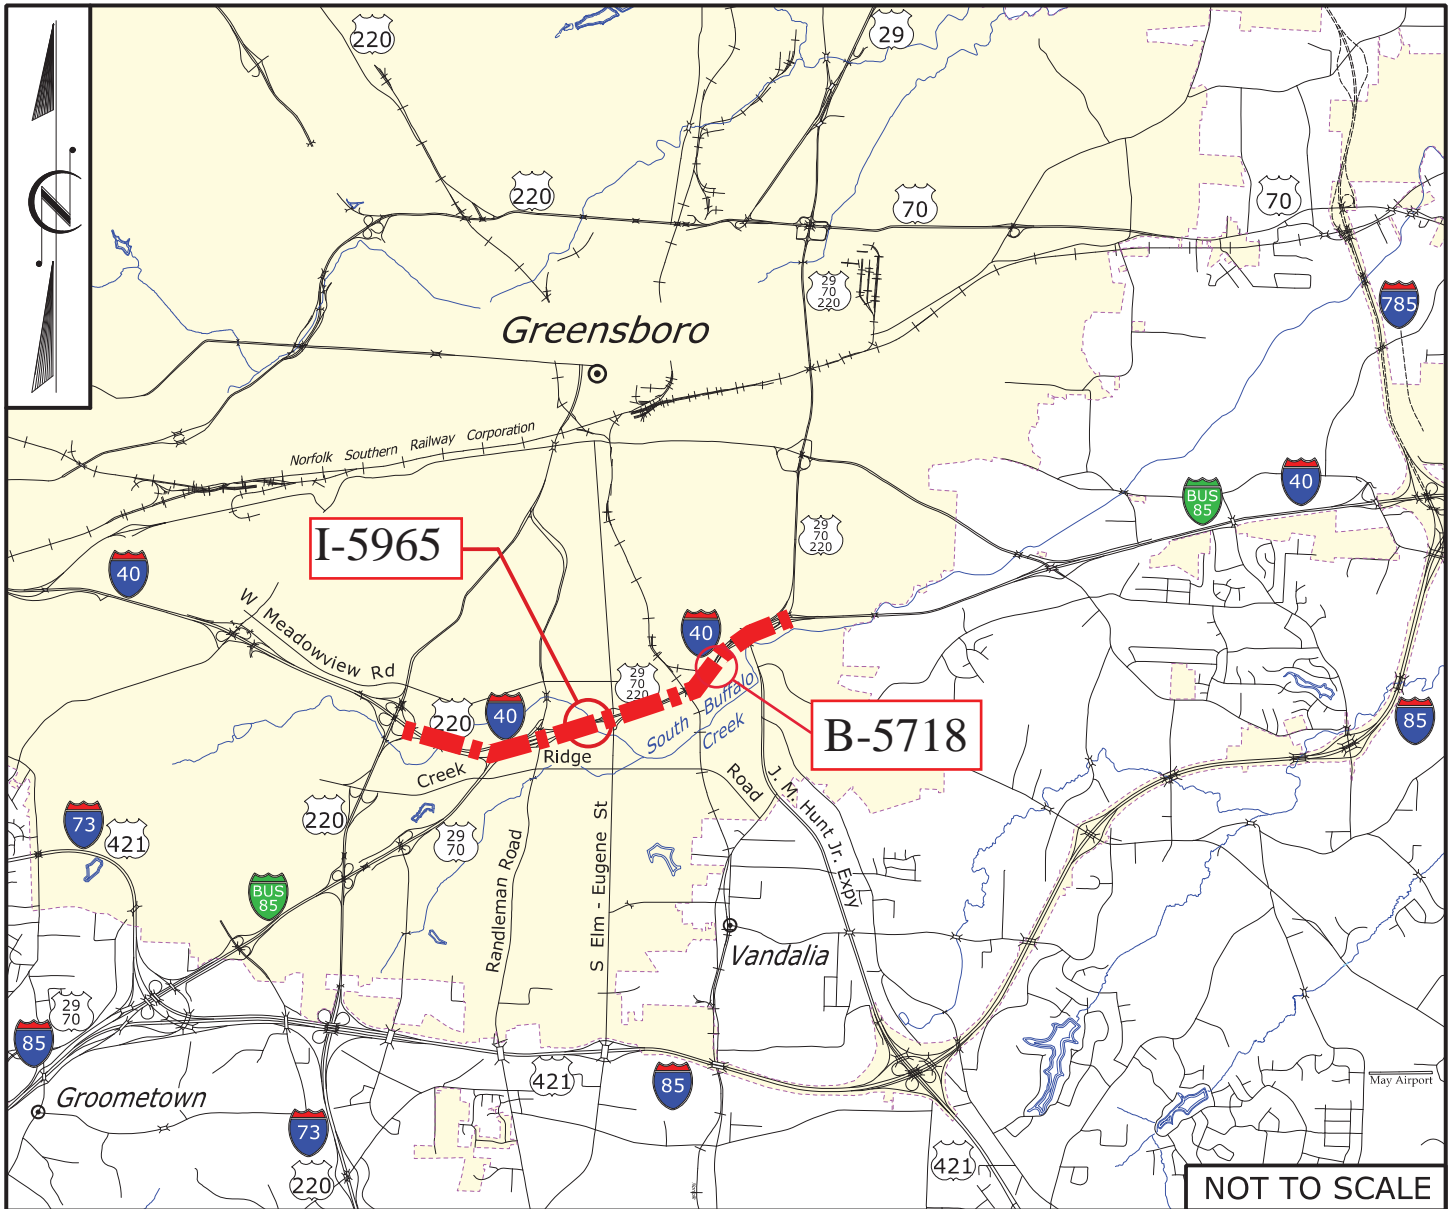 220
29
220
70
70
29
70
220
785
Greensboro
Norfolk Southern Railway Corporation
40
BUS
85
I-5965
29
70
220
40
W Meadowview Rd
40
29
70
220
220
40
South Buffalo
Creek
85
B-5718
Creek
Ridge
Road
J. M. Hunt Jr. Expy
73
421
220
29
70
Randleman Road
S Elm - Eugene St
BUS
85
Vandalia
29
70
85
421
85
May Airport
Groometown
73
220
421
NOT TO SCALE